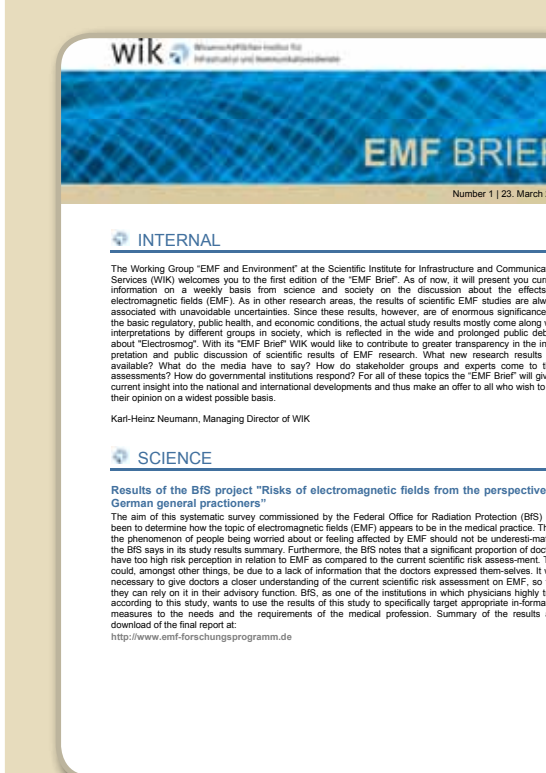 wik Wissenschaftliches Institut für
Infrastruktur und Kommunikationsdienste
EMF BRIEF
Number 1 | 23. March
INTERNAL
The Working Group "EMF and Environment" at the Scientific Institute for Infrastructure and Communica
Services (WIK) welcomes you to the first edition of the "EMF Brief". As of now, it will present you curr
information on a weekly basis from science and society on the discussion about the effects
electromagnetic fields (EMF). As in other research areas, the results of scientific EMF studies are alw
associated with unavoidable uncertainties. Since these results, however, are of enormous significance
the basic regulatory, public health, and economic conditions, the actual study results mostly come along
interpretations by different groups in society, which is reflected in the wide and prolonged public deb
about "Electrosmog". With its "EMF Brief" WIK would like to contribute to greater transparency in the in
pretation and public discussion of scientific results of EMF research. What new research results
available? What do the media have to say? How do stakeholder groups and experts come to t
assessments? How do governmental institutions respond? For all of these topics the "EMF Brief" will giv
current insight into the national and international developments and thus make an offer to all who wish to
their opinion on a widest possible basis.
Karl-Heinz Neumann, Managing Director of WIK
SCIENCE
Results of the BfS project "Risks of electromagnetic fields from the perspective
German general practioners"
The aim of this systematic survey commissioned by the Federal Office for Radiation Protection (BfS)
been to determine how the topic of electromagnetic fields (EMF) appears to be in the medical practice. Th
the phenomenon of people being worried about or feeling affected by EMF should not be underesti-mat
the BfS says in its study results summary. Furthermore, the BfS notes that a significant proportion of doct
have too high risk perception in relation to EMF as compared to the current scientific risk assess-ment. T
could, amongst other things, be due to a lack of information that the doctors expressed them-selves. It w
necessary to give doctors a closer understanding of the current scientific risk assessment on EMF, so
they can rely on it in their advisory function. BfS, as one of the institutions in which physicians highly tr
according to this study, wants to use the results of this study to specifically target appropriate in-forma
measures to the needs and the requirements of the medical profession. Summary of the results
download of the final report at:
http://www.emf-forschungsprogramm.de